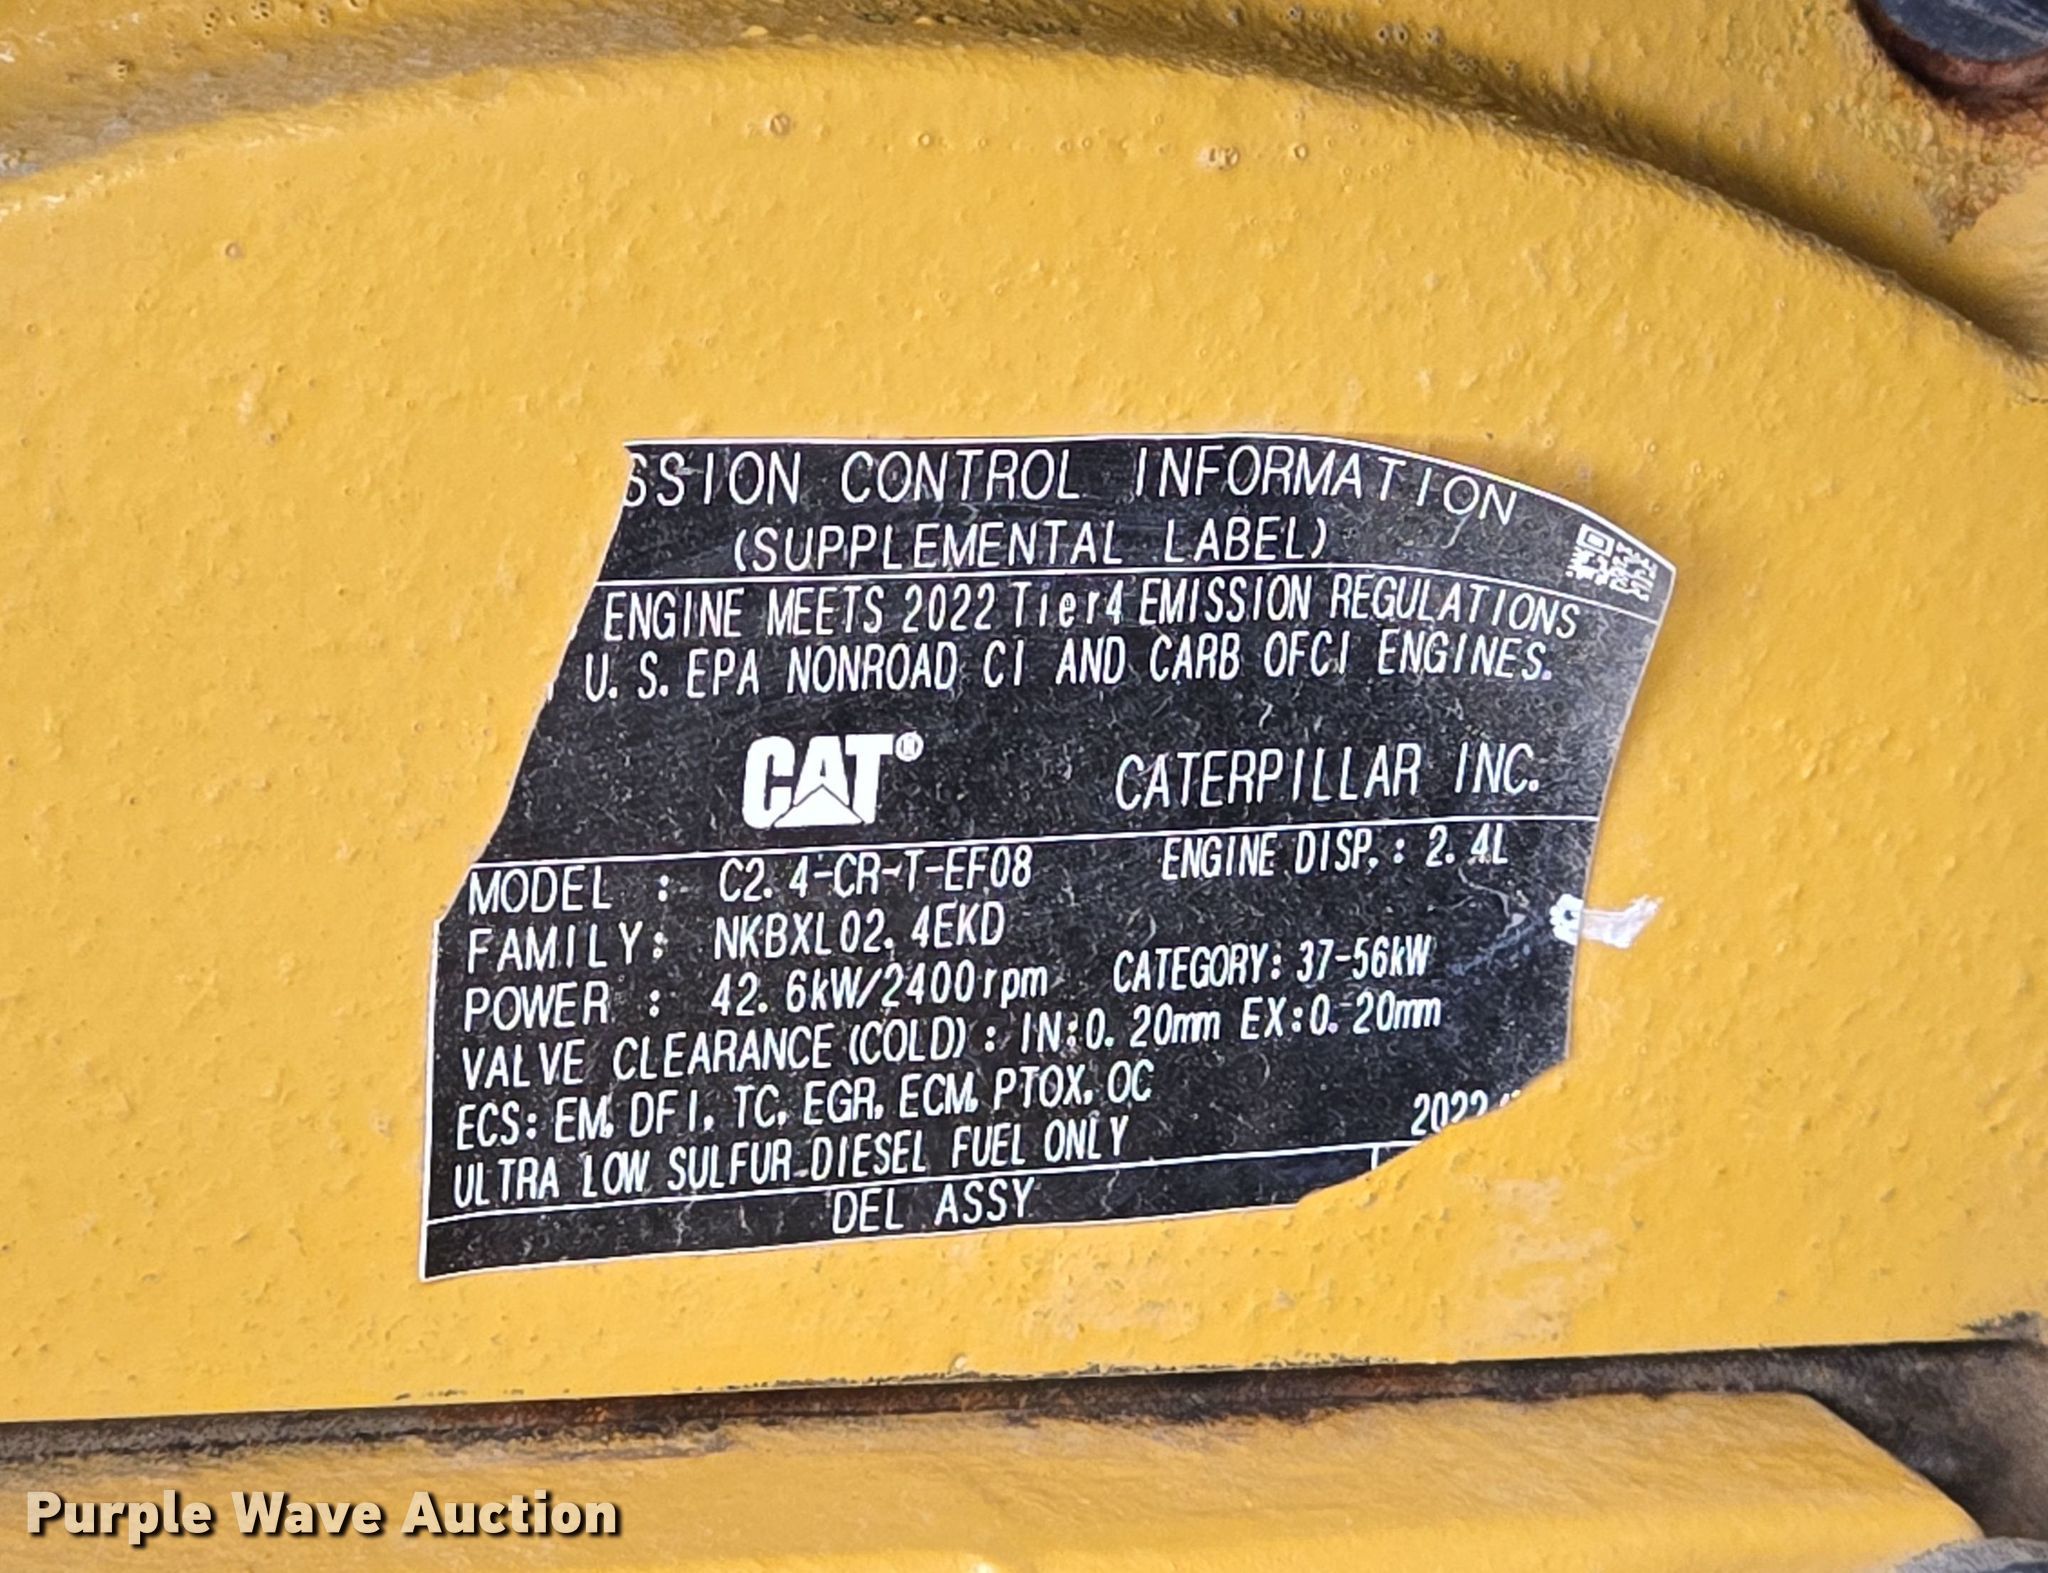 SSION CONTROL INFORMATION
(SUPPLEMENTAL LABEL)
ENGINE MEETS 2022 Tier4 EMISSION REGULATIONS
U. S. EPA NONROAD CI AND CARB OFCI ENGINES.
CAT® CATERPILLAR INC.
MODEL : C2. 4-CR-T-EF08 ENGINE DISP. : 2. 4L
FAMILY: NKBXL02. 4EKD
POWER : 42. 6kW/2400rpm CATEGORY: 37-56kW
VALVE CLEARANCE (COLD) : IN:0. 20mm EX:0. 20mm
ECS: EM, DFI, TC, EGR, ECM, PTOX, OC
2022
ULTRA LOW SULFUR DIESEL FUEL ONLY
DEL ASSY
Purple Wave Auction